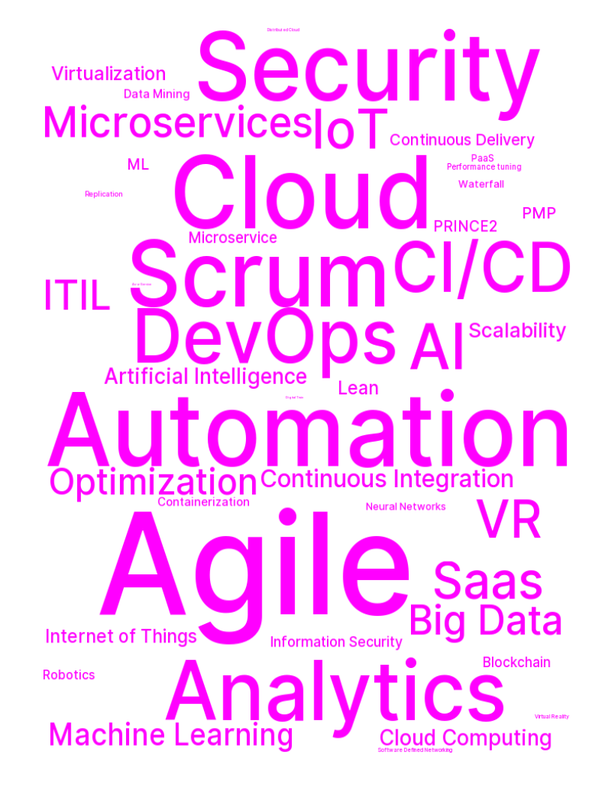 Distributed Cloud
Security
Virtualization
Data Mining
Microservices
IoT
Continuous Delivery
ML
Cloud
PaaS
Performance tuning
Waterfall
Replication
PMP
PRINCE2
Microservice
Scrum
CI/CD
ITIL
DevOps
AI
Scalability
Artificial Intelligence
Lean
Automation
Optimization
Continuous Integration
Containerization
Neural Networks
VR
Agile
Saas
Big Data
Internet of Things
Information Security
Blockchain
Robotics
Analytics
Virtual Reality
Machine Learning
Cloud Computing
Software Defined Networking